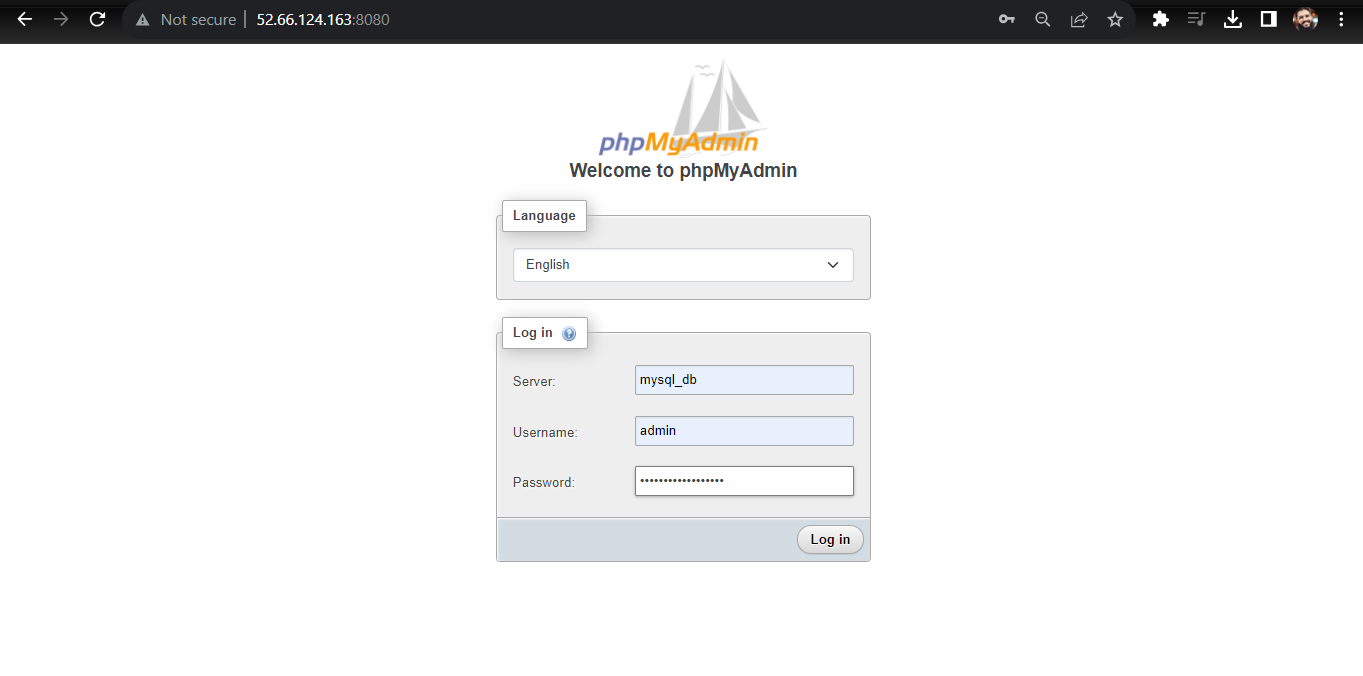 Not secure | 52.66.124.163:8080
phpMyAdmin
Welcome to phpMyAdmin
Language
English
Log in
Server: mysql_db
Username: admin
Password: ••••••••••••••••••
Log in